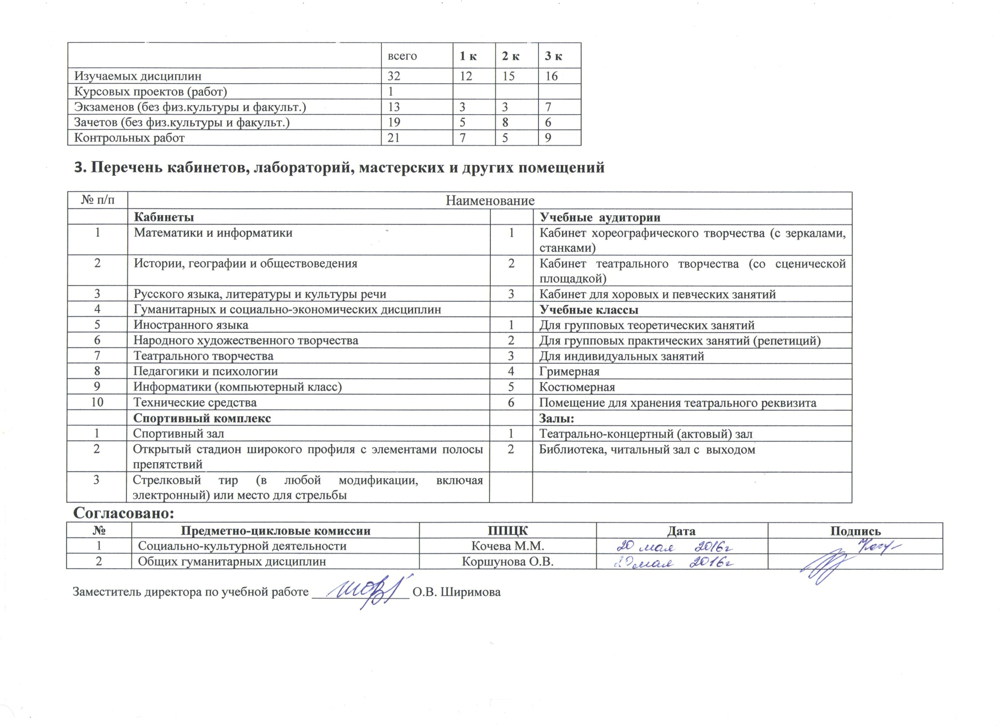 всего 1 к 2 к 3 к
Изучаемых дисциплин 32 12 15 16
Курсовых проектов (работ) 1
Экзаменов (без физ.культуры и факульт.) 13 3 3 7
Зачетов (без физ.культуры и факульт.) 19 5 8 6
Контрольных работ 21 7 5 9
3. Перечень кабинетов, лабораторий, мастерских и других помещений
№ п/п Наименование
Кабинеты Учебные аудитории
1 Математики и информатики 1 Кабинет хореографического творчества (с зеркалами,
станками)
2 Истории, географии и обществоведения 2 Кабинет театрального творчества (со сценической
площадкой)
3 Русского языка, литературы и культуры речи 3 Кабинет для хоровых и певческих занятий
4 Гуманитарных и социально-экономических дисциплин Учебные классы
5 Иностранного языка 1 Для групповых теоретических занятий
6 Народного художественного творчества 2 Для групповых практических занятий (репетиций)
7 Театрального творчества 3 Для индивидуальных занятий
8 Педагогики и психологии 4 Гримерная
9 Информатики (компьютерный класс) 5 Костюмерная
10 Технические средства 6 Помещение для хранения театрального реквизита
Спортивный комплекс Залы:
1 Спортивный зал 1 Театрально-концертный (актовый) зал
2 Открытый стадион широкого профиля с элементами полосы 2 Библиотека, читальный зал с выходом
препятствий
3 Стрелковый тир (в любой модификации, включая
электронный) или место для стрельбы
Согласовано:
№ Предметно-цикловые комиссии ППЦК Дата Подпись
1 Социально-культурной деятельности Кочева М.М. 20 мая 2016г
2 Общих гуманитарных дисциплин Коршунова О.В. 20 мая 2016г
Заместитель директора по учебной работе О.В. Ширимова